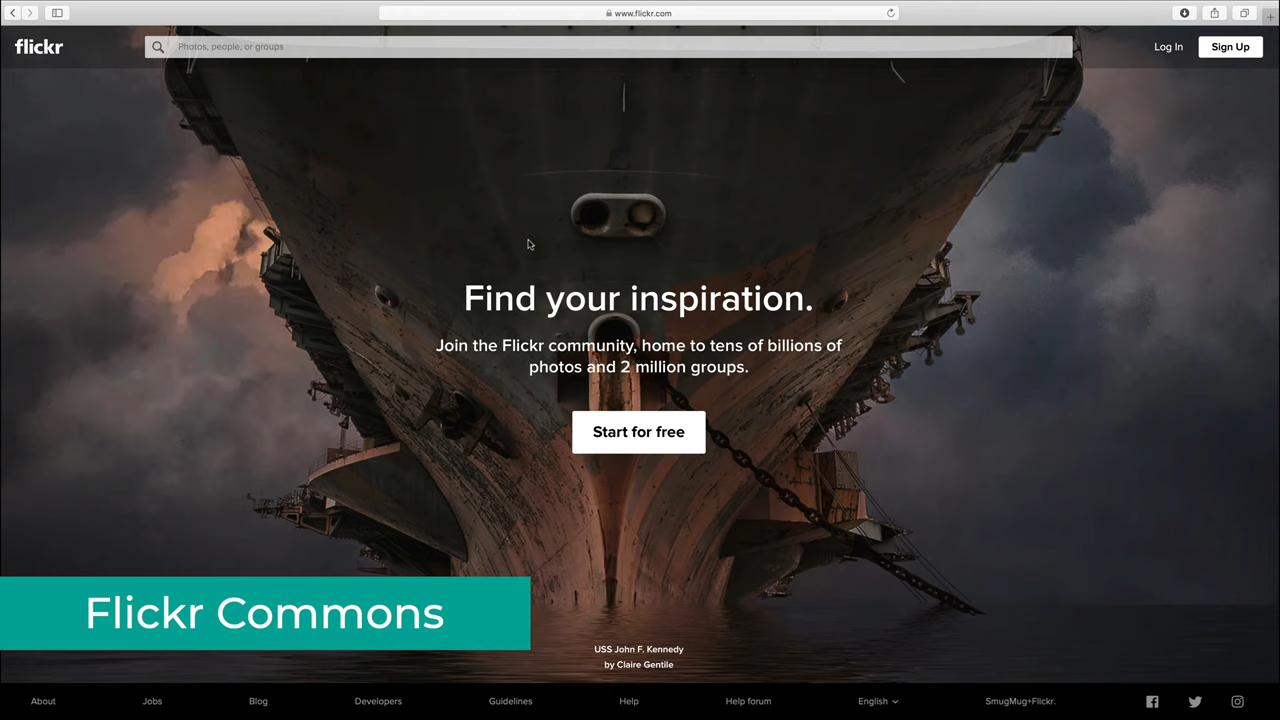 www.flickr.com
flickr
Photos, people, or groups
Log In
Sign Up
Find your inspiration.
Join the Flickr community, home to tens of billions of
photos and 2 million groups.
Start for free
Flickr Commons
USS John F. Kennedy
by Claire Gentile
About
Jobs
Blog
Developers
Guidelines
Help
Help forum
English
SmugMug+Flickr.